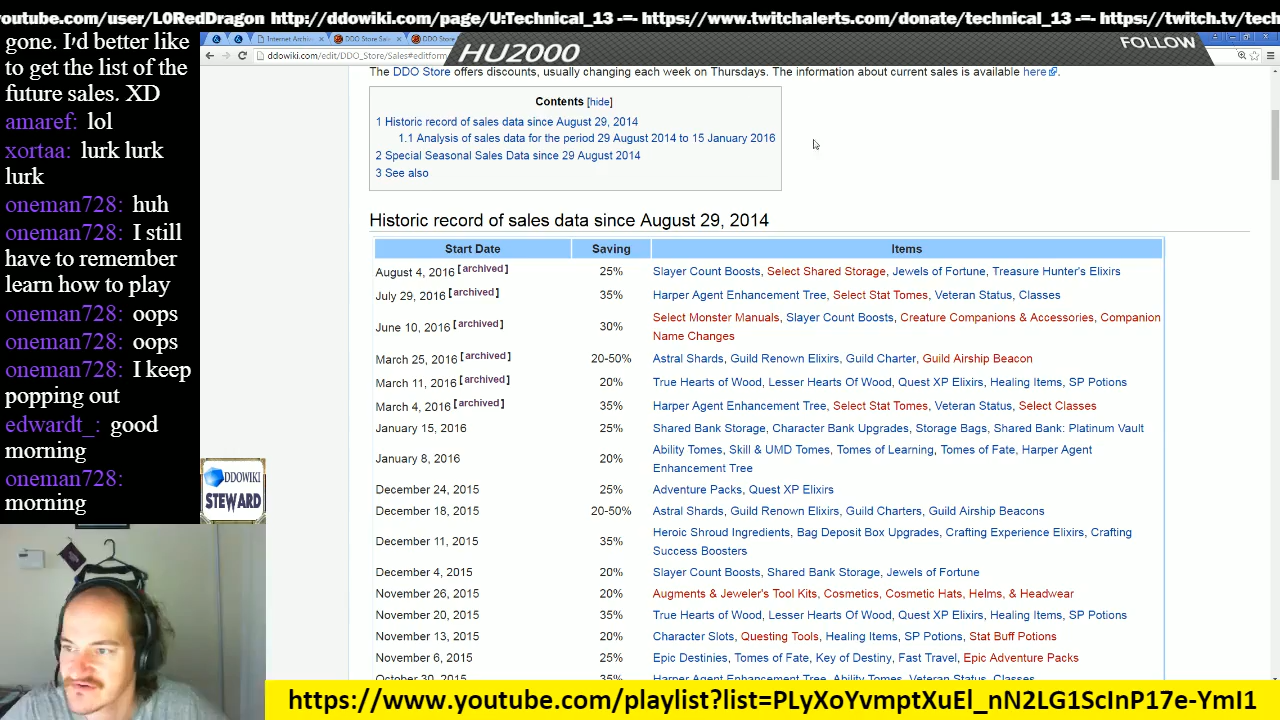 outube.com/user/L0RedDragon http://ddowiki.com/page/U:Technical_13 -=- https://www.twitchalerts.com/donate/technical_13 -=- https://twitch.tv/tech
gone. I'd better like
to get the list of the
future sales. XD
amaref: lol
xortaa: lurk lurk
lurk
oneman728: huh
oneman728: I still
have to remember
learn how to play
oneman728: oops
oneman728: oops
oneman728: I keep
popping out
edwardt_: good
morning
oneman728:
morning
Internet Archiv
DDO Store Sale
DDO Store
HU2000
FOLLOW
ddowiki.com/edit/DDO_Store/Sales#editform
The DDO Store offers discounts, usually changing each week on Thursdays. The information about current sales is available here.
Contents [hide]
1 Historic record of sales data since August 29, 2014
1.1 Analysis of sales data for the period 29 August 2014 to 15 January 2016
2 Special Seasonal Sales Data since 29 August 2014
3 See also
Historic record of sales data since August 29, 2014
Start Date Saving Items
August 4, 2016 [archived] 25% Slayer Count Boosts, Select Shared Storage, Jewels of Fortune, Treasure Hunter's Elixirs
July 29, 2016 [archived] 35% Harper Agent Enhancement Tree, Select Stat Tomes, Veteran Status, Classes
June 10, 2016 [archived] 30% Select Monster Manuals, Slayer Count Boosts, Creature Companions & Accessories, Companion
Name Changes
March 25, 2016 [archived] 20-50% Astral Shards, Guild Renown Elixirs, Guild Charter, Guild Airship Beacon
March 11, 2016 [archived] 20% True Hearts of Wood, Lesser Hearts Of Wood, Quest XP Elixirs, Healing Items, SP Potions
March 4, 2016 [archived] 35% Harper Agent Enhancement Tree, Select Stat Tomes, Veteran Status, Select Classes
January 15, 2016 25% Shared Bank Storage, Character Bank Upgrades, Storage Bags, Shared Bank: Platinum Vault
January 8, 2016 20% Ability Tomes, Skill & UMD Tomes, Tomes of Learning, Tomes of Fate, Harper Agent
Enhancement Tree
December 24, 2015 25% Adventure Packs, Quest XP Elixirs
December 18, 2015 20-50% Astral Shards, Guild Renown Elixirs, Guild Charters, Guild Airship Beacons
December 11, 2015 35% Heroic Shroud Ingredients, Bag Deposit Box Upgrades, Crafting Experience Elixirs, Crafting
Success Boosters
December 4, 2015 20% Slayer Count Boosts, Shared Bank Storage, Jewels of Fortune
November 26, 2015 20% Augments & Jeweler's Tool Kits, Cosmetics, Cosmetic Hats, Helms, & Headwear
November 20, 2015 35% True Hearts of Wood, Lesser Hearts of Wood, Quest XP Elixirs, Healing Items, SP Potions
November 13, 2015 20% Character Slots, Questing Tools, Healing Items, SP Potions, Stat Buff Potions
November 6, 2015 25% Epic Destinies, Tomes of Fate, Key of Destiny, Fast Travel, Epic Adventure Packs
October 30, 2015 35% Harper Agent Enhancement Tree, Ability Tomes, Veteran Status, Classes
DDOWIKI
STEWARD
https://www.youtube.com/playlist?list=PLyXoYvmptXuEl_nN2LG1ScInP17e-YmI1